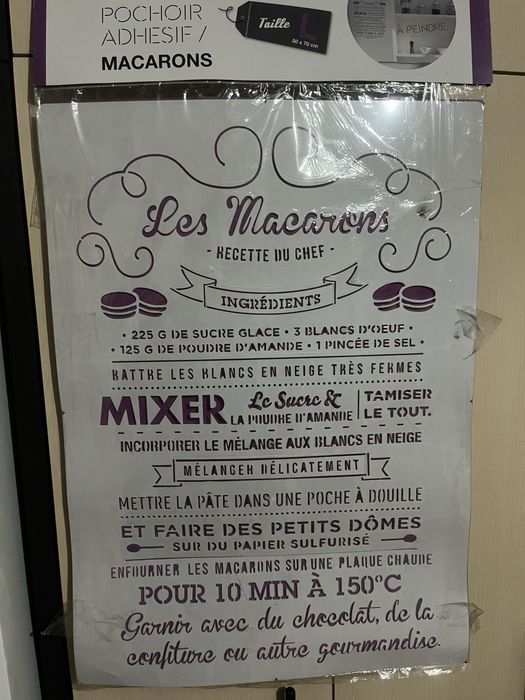 POCHOIR
ADHESIF /
MACARONS
Taille L
50 x 70 cm
À PEINDRE
Les Macarons
- RECETTE DU CHEF -
INGRÉDIENTS
• 225 G DE SUCRE GLACE • 3 BLANCS D'OEUF •
• 125 G DE POUDRE D'AMANDE • 1 PINCÉE DE SEL •
BATTRE LES BLANCS EN NEIGE TRÈS FERMES
MIXER Le Sucre & LA POUDRE D'AMANDE TAMISER LE TOUT.
INCORPORER LE MÉLANGE AUX BLANCS EN NEIGE
MÉLANGER DÉLICATEMENT
METTRE LA PÂTE DANS UNE POCHE À DOUILLE
ET FAIRE DES PETITS DÔMES
SUR DU PAPIER SULFURISÉ
ENFOURNER LES MACARONS SUR UNE PLAQUE CHAUDE
POUR 10 MIN À 150°C
Garnir avec du chocolat, de la
confiture ou autre gourmandise.